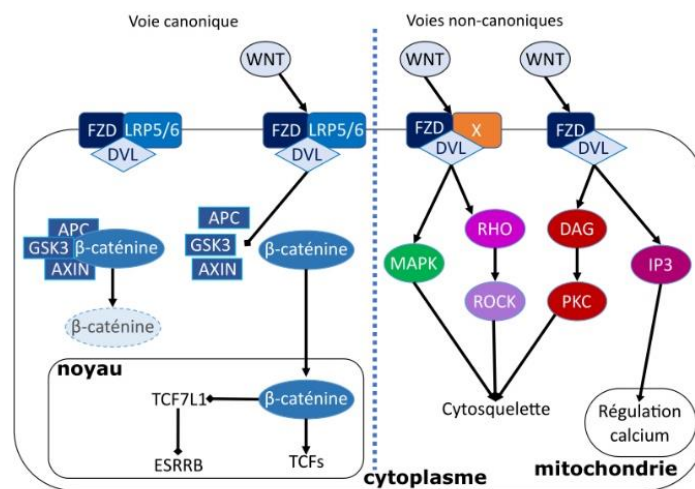 Voie canonique
Voies non-canoniques
WNT
WNT
WNT
FZD LRP5/6
DVL
FZD LRP5/6
DVL
FZD X
DVL
FZD
DVL
APC
GSK3 β-caténine
AXIN
β-caténine
APC
GSK3
AXIN
β-caténine
MAPK
RHO
ROCK
DAG
PKC
IP3
noyau
TCF7L1
β-caténine
ESRRB
TCFs
Cytosquelette
Régulation
calcium
cytoplasme
mitochondrie